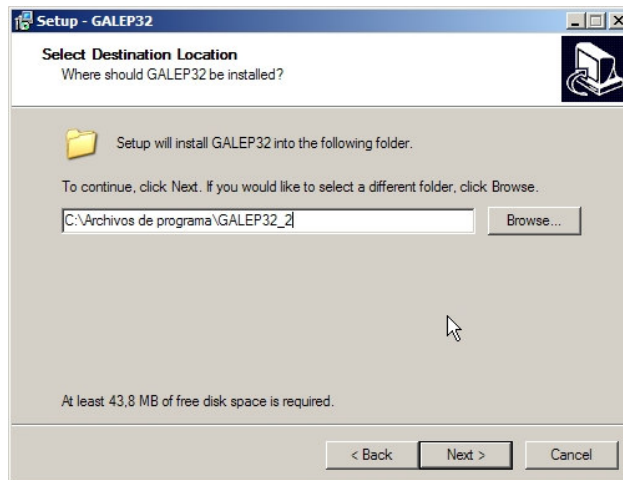 Setup - GALEP32
Select Destination Location
Where should GALEP32 be installed?
Setup will install GALEP32 into the following folder.
To continue, click Next. If you would like to select a different folder, click Browse.
C:\Archivos de programa\GALEP32_2
Browse...
At least 43,8 MB of free disk space is required.
< Back
Next >
Cancel